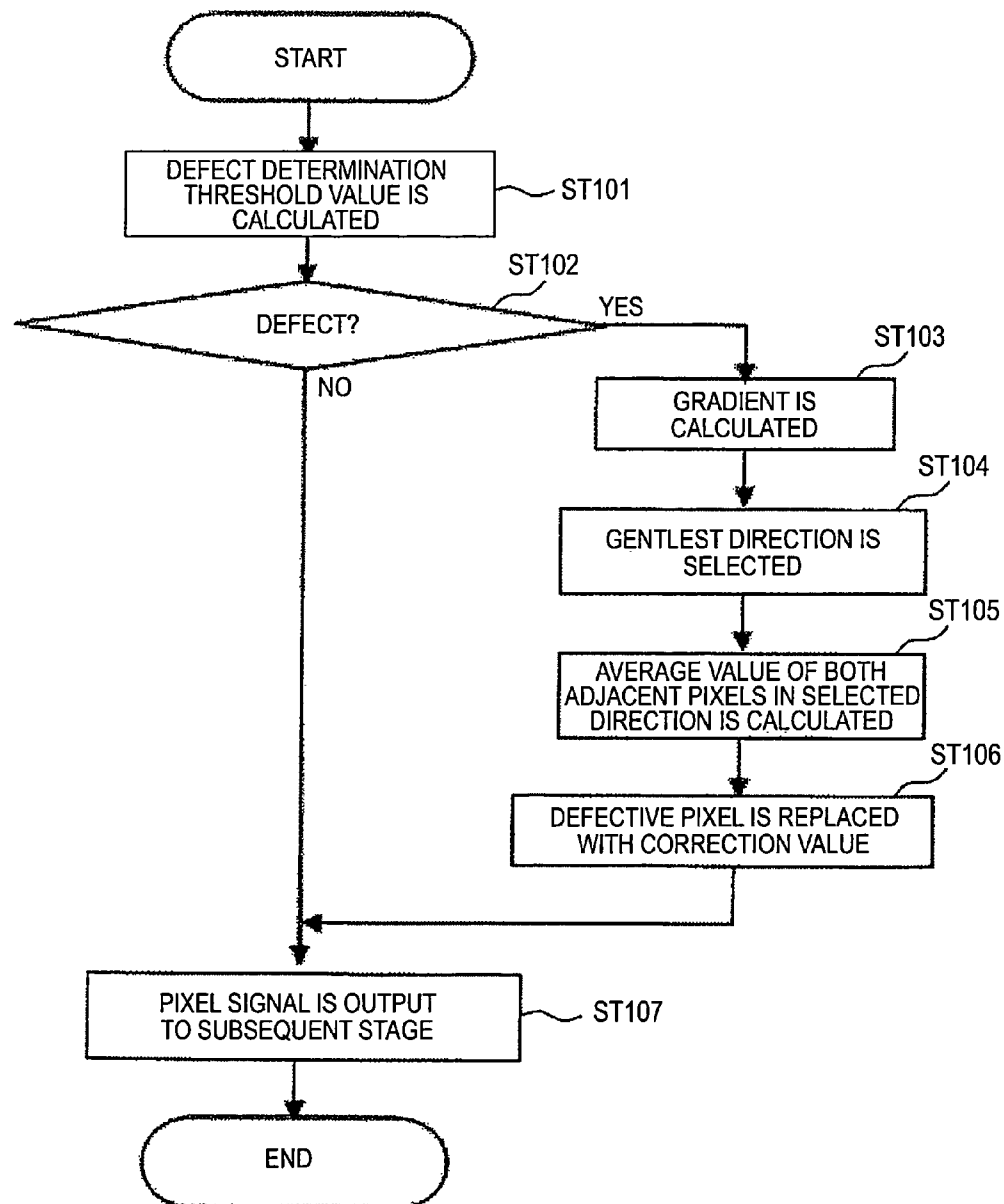 START
DEFECT DETERMINATION
THRESHOLD VALUE IS
CALCULATED
ST101
ST102
DEFECT?
YES
NO
ST103
GRADIENT IS
CALCULATED
ST104
GENTLEST DIRECTION IS
SELECTED
ST105
AVERAGE VALUE OF BOTH
ADJACENT PIXELS IN SELECTED
DIRECTION IS CALCULATED
ST106
DEFECTIVE PIXEL IS REPLACED
WITH CORRECTION VALUE
PIXEL SIGNAL IS OUTPUT
TO SUBSEQUENT STAGE
ST107
END